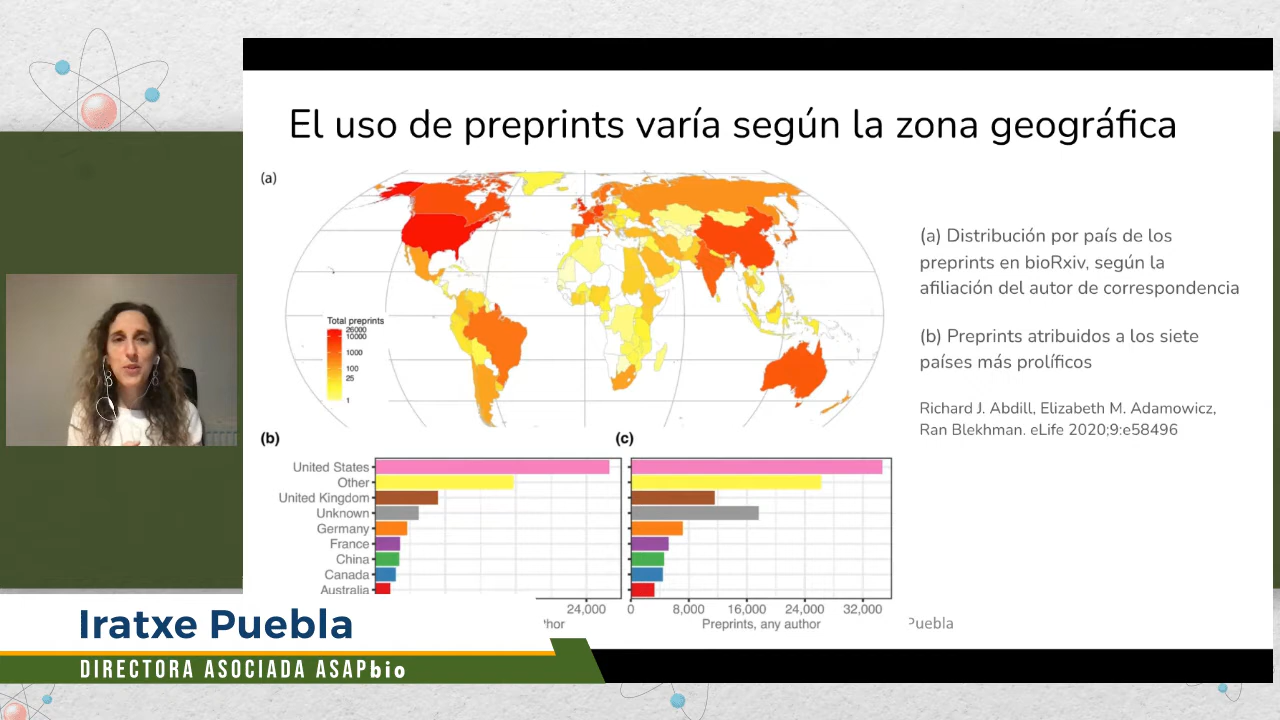 El uso de preprints varía según la zona geográfica
(a)
Total preprints
26000
10000
1000
100
25
1
(a) Distribución por país de los
preprints en bioRxiv, según la
afiliación del autor de correspondencia
(b) Preprints atribuidos a los siete
países más prolíficos
Richard J. Abdill, Elizabeth M. Adamowicz,
Ran Blekhman. eLife 2020;9:e58496
(b)
(c)
United States
Other
United Kingdom
Unknown
Germany
France
China
Canada
Australia
24,000
hor
0 8,000 16,000 24,000 32,000
Preprints, any author
Puebla
Iratxe Puebla
DIRECTORA ASOCIADA ASAPbio